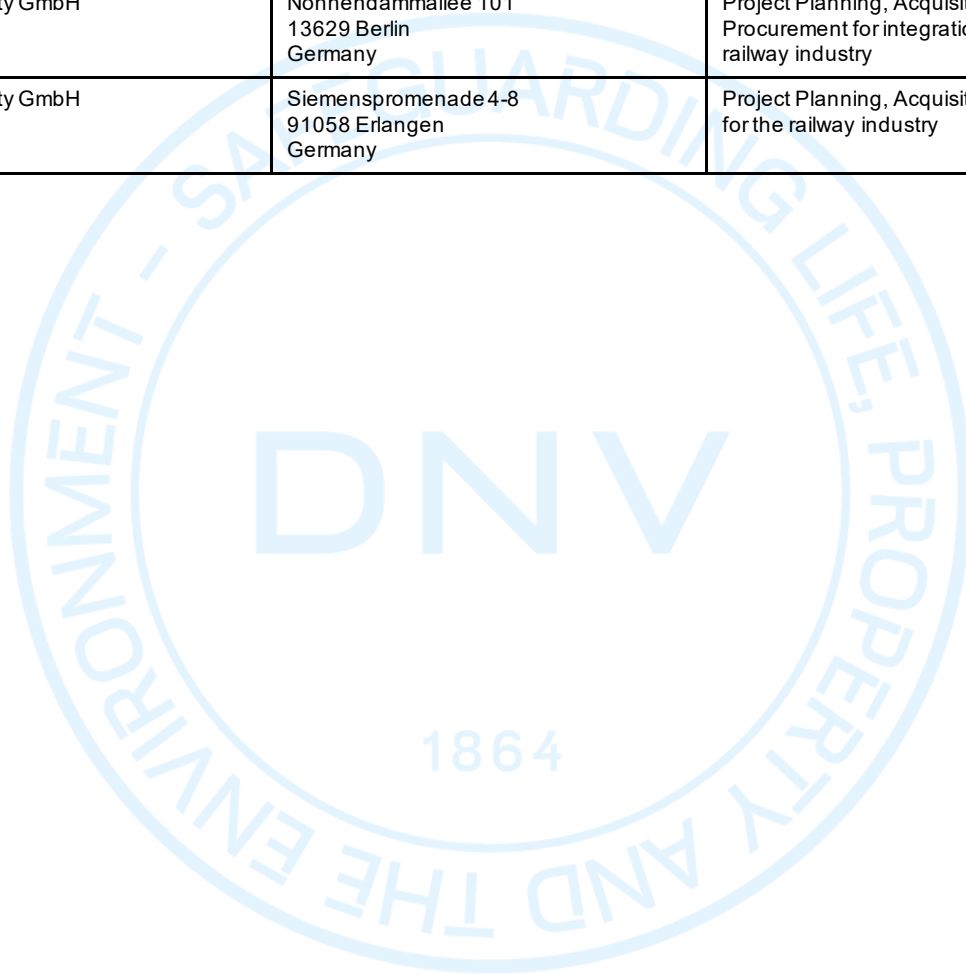 ty GmbH
Nonnendammallee 101
13629 Berlin
Germany
Project Planning, Acquisit
Procurement for integratio
railway industry
ty GmbH
Siemenspromenade 4-8
91058 Erlangen
Germany
Project Planning, Acquisit
for the railway industry
SAFEGUARDING LIFE, PROPERTY AND THE ENVIRONMENT –
DNV
1864